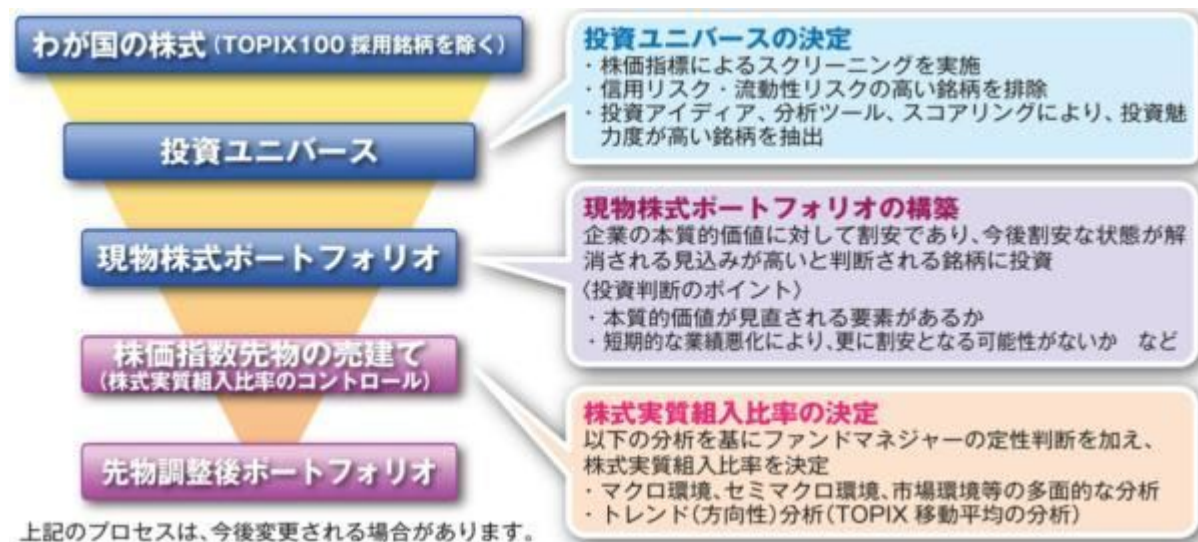 わが国の株式(TOPIX100 採用銘柄を除く)
投資ユニバース
現物株式ポートフォリオ
株価指数先物の売建て
(株式実質組入比率のコントロール)
先物調整後ポートフォリオ
上記のプロセスは、今後変更される場合があります。
投資ユニバースの決定
・株価指標によるスクリーニングを実施
・信用リスク・流動性リスクの高い銘柄を排除
・投資アイディア、分析ツール、スコアリングにより、投資魅
力度が高い銘柄を抽出
現物株式ポートフォリオの構築
企業の本質的価値に対して割安であり、今後割安な状態が解
消される見込みが高いと判断される銘柄に投資
〈投資判断のポイント〉
・本質的価値が見直される要素があるか
・短期的な業績悪化により、更に割安となる可能性がないか など
株式実質組入比率の決定
以下の分析を基にファンドマネジャーの定性判断を加え、
株式実質組入比率を決定
・マクロ環境、セミマクロ環境、市場環境等の多面的な分析
・トレンド(方向性)分析(TOPIX 移動平均の分析)